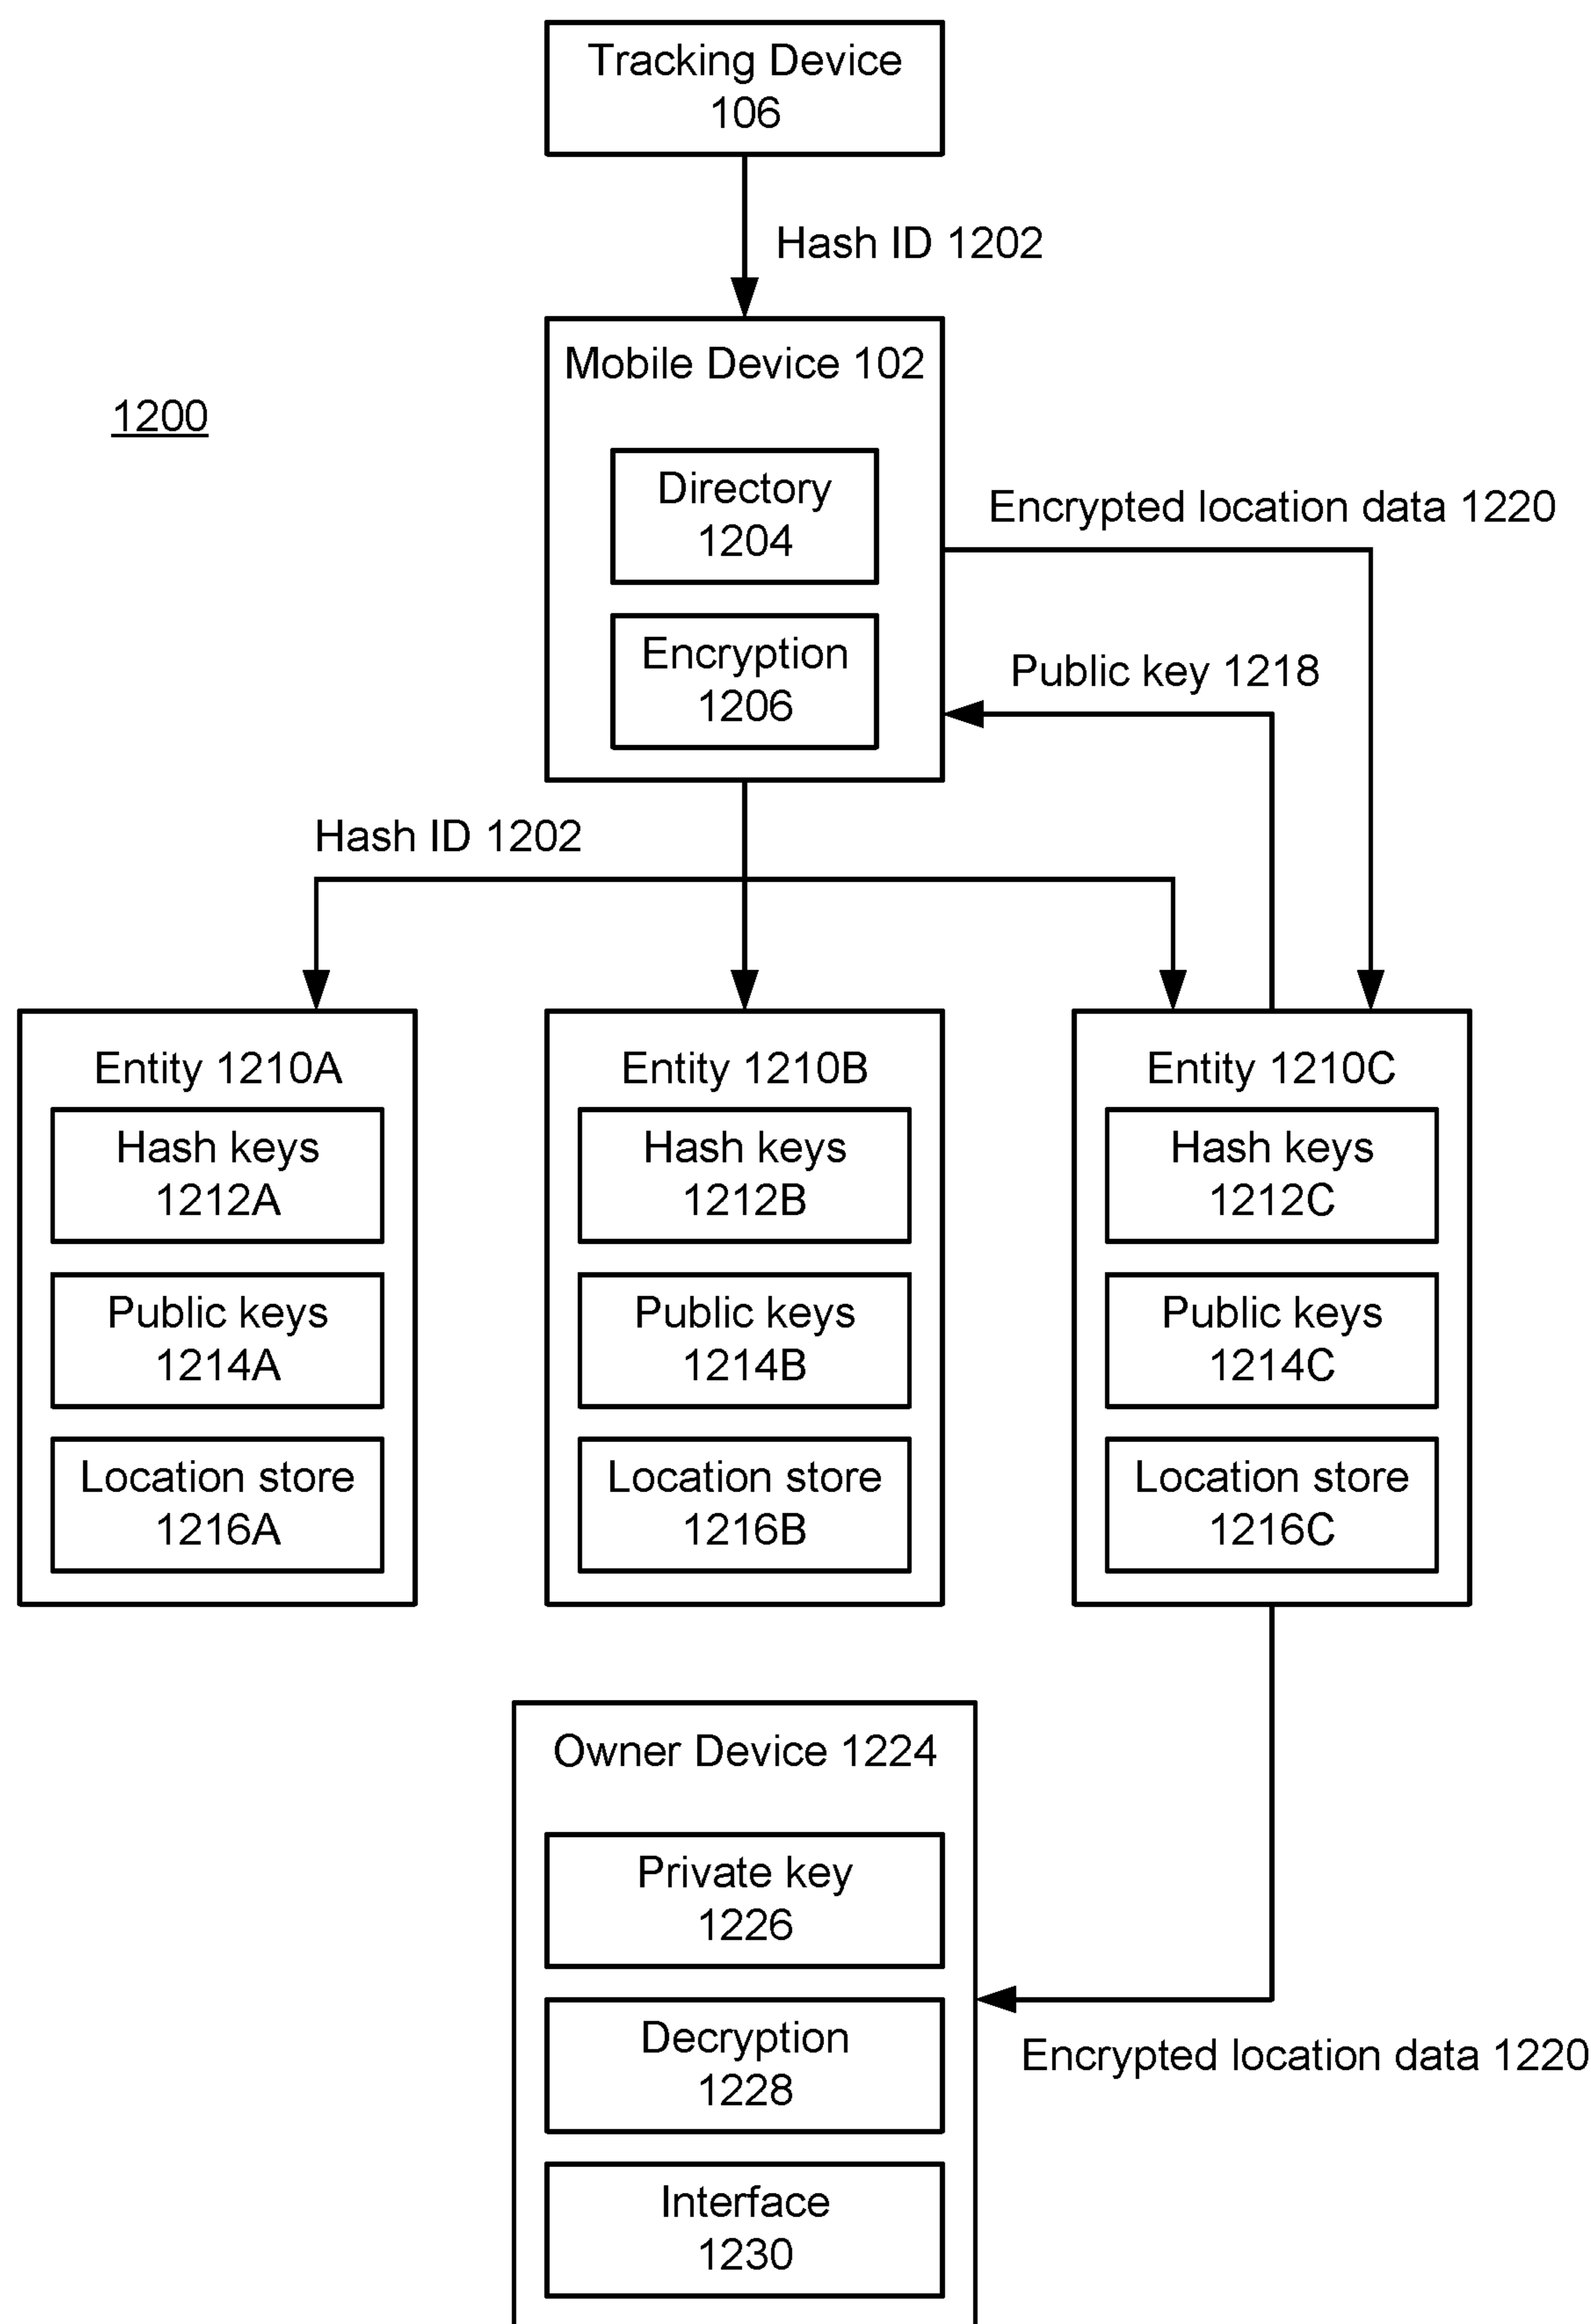 Tracking Device
106
Hash ID 1202
Mobile Device 102
1200
Directory
1204
Encrypted location data 1220
Encryption
1206
Public key 1218
Hash ID 1202
Entity 1210A
Hash keys
1212A
Public keys
1214A
Location store
1216A
Entity 1210B
Hash keys
1212B
Public keys
1214B
Location store
1216B
Entity 1210C
Hash keys
1212C
Public keys
1214C
Location store
1216C
Owner Device 1224
Private key
1226
Decryption
1228
Encrypted location data 1220
Interface
1230